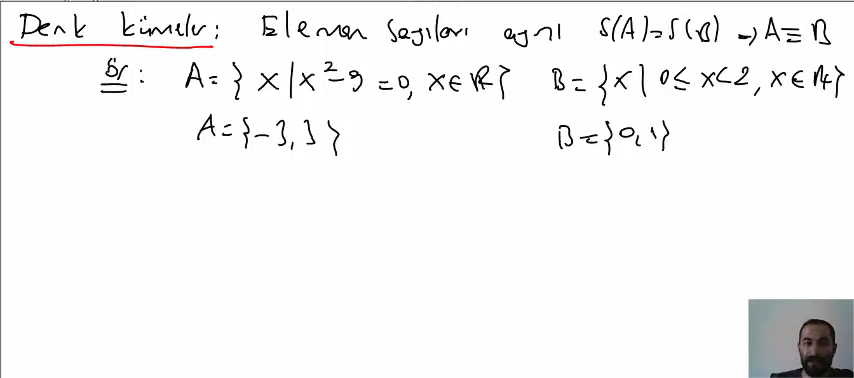 Denk kümeler: Eleman Sayıları aynı S(A)=S(B) → A ≡ B
Ör: A={x|x²-9=0, x∈R} B={x|0≤x<2, x∈N}
A={-3,3} B={0,1}